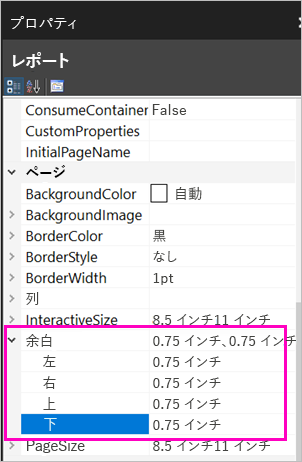 プロパティ
レポート
ConsumeContainer False
CustomProperties
InitialPageName
ページ
BackgroundColor 自動
BackgroundImage
BorderColor 黒
BorderStyle なし
BorderWidth 1pt
列
InteractiveSize 8.5 インチ11 インチ
余白 0.75 インチ、0.75 インチ
左 0.75 インチ
右 0.75 インチ
上 0.75 インチ
下 0.75 インチ
PageSize 8.5 インチ11 インチ